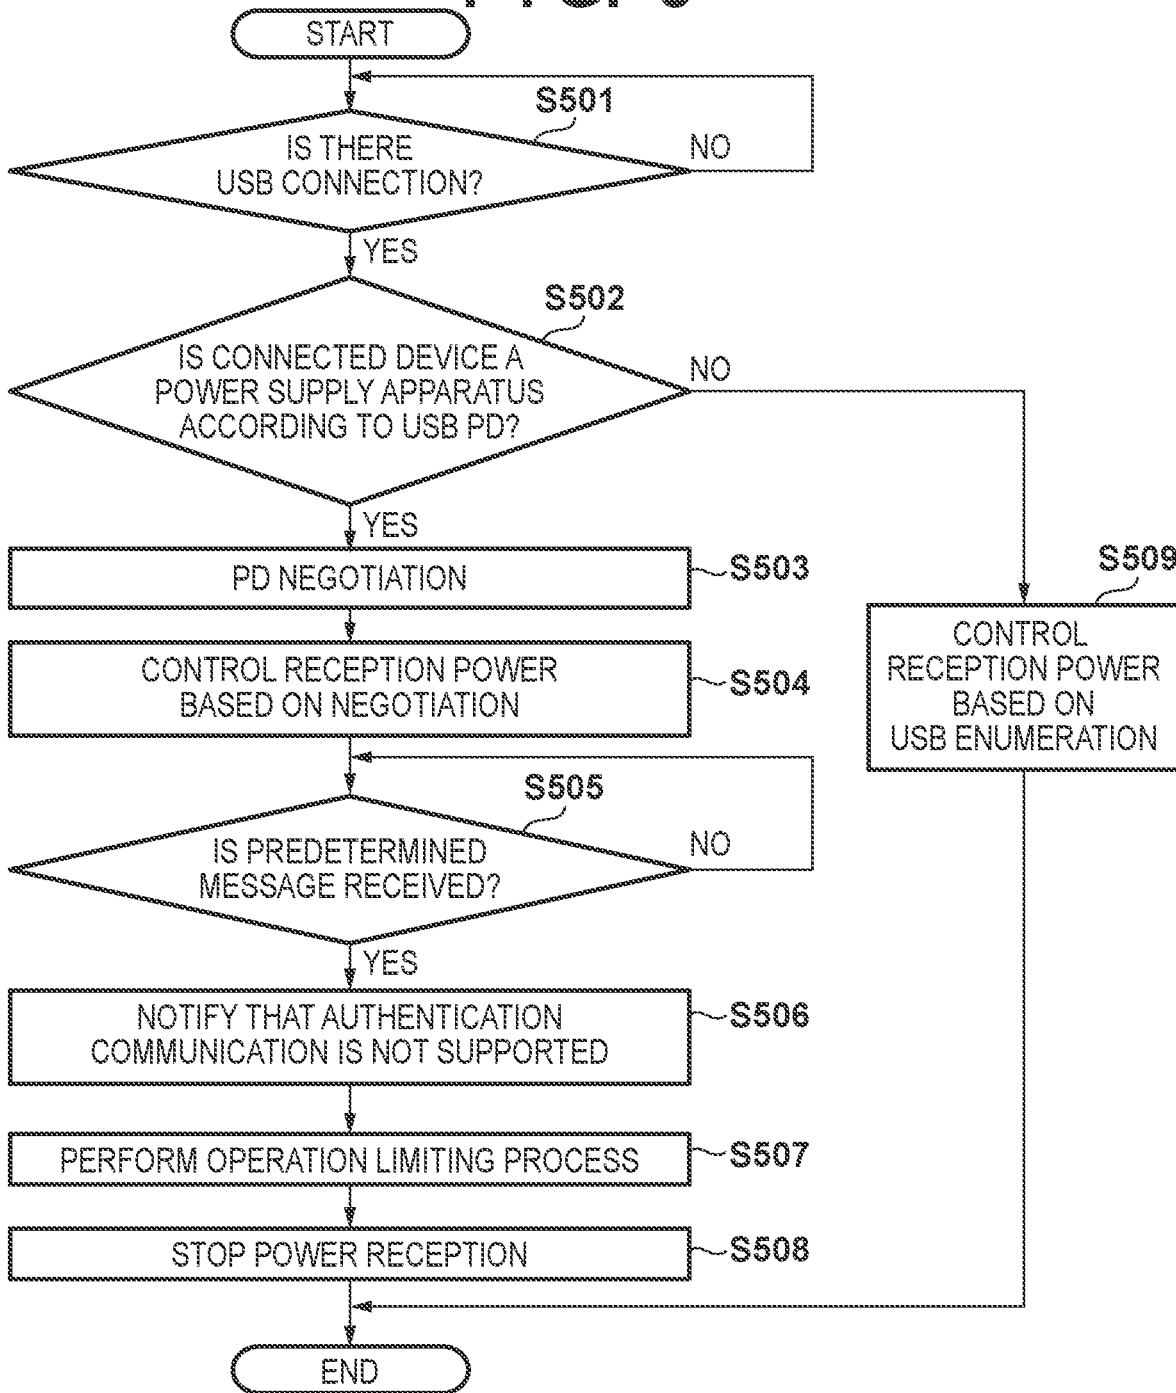 START
S501
IS THERE
USB CONNECTION?
NO
YES
S502
IS CONNECTED DEVICE A
POWER SUPPLY APPARATUS
ACCORDING TO USB PD?
NO
YES
PD NEGOTIATION
S503
S509
CONTROL
RECEPTION POWER
BASED ON
USB ENUMERATION
CONTROL RECEPTION POWER
BASED ON NEGOTIATION
S504
S505
IS PREDETERMINED
MESSAGE RECEIVED?
NO
YES
NOTIFY THAT AUTHENTICATION
COMMUNICATION IS NOT SUPPORTED
S506
PERFORM OPERATION LIMITING PROCESS
S507
STOP POWER RECEPTION
S508
END